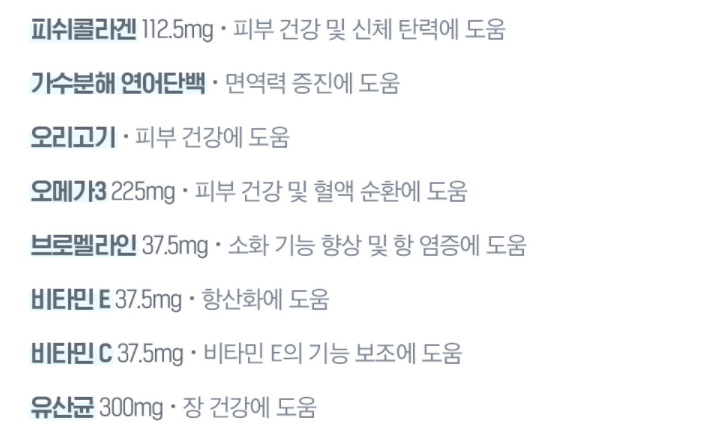 피쉬콜라겐 112.5mg · 피부 건강 및 신체 탄력에 도움
가수분해 연어단백 · 면역력 증진에 도움
오리고기 · 피부 건강에 도움
오메가3 225mg · 피부 건강 및 혈액 순환에 도움
브로멜라인 37.5mg · 소화 기능 향상 및 항 염증에 도움
비타민 E 37.5mg · 항산화에 도움
비타민 C 37.5mg · 비타민 E의 기능 보조에 도움
유산균 300mg · 장 건강에 도움